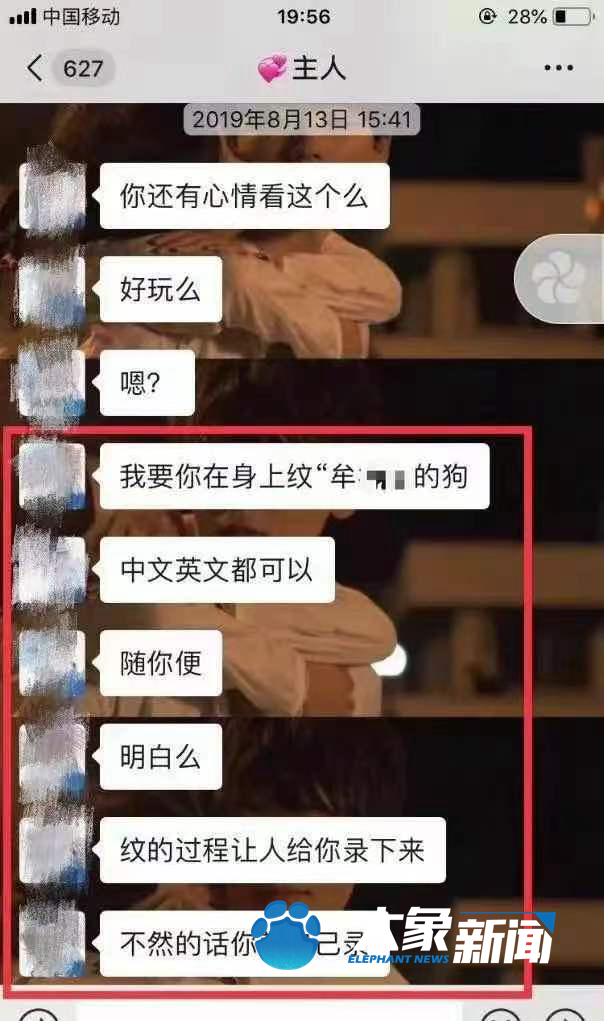 中国移动 19:56 28%
627 主人
2019年8月13日 15:41
你还有心情看这个么
好玩么
嗯?
我要你在身上纹“牟 的狗
中文英文都可以
随你便
明白么
纹的过程让人给你录下来
不然的话你 己录
大象新闻
ELEPHANT NEWS